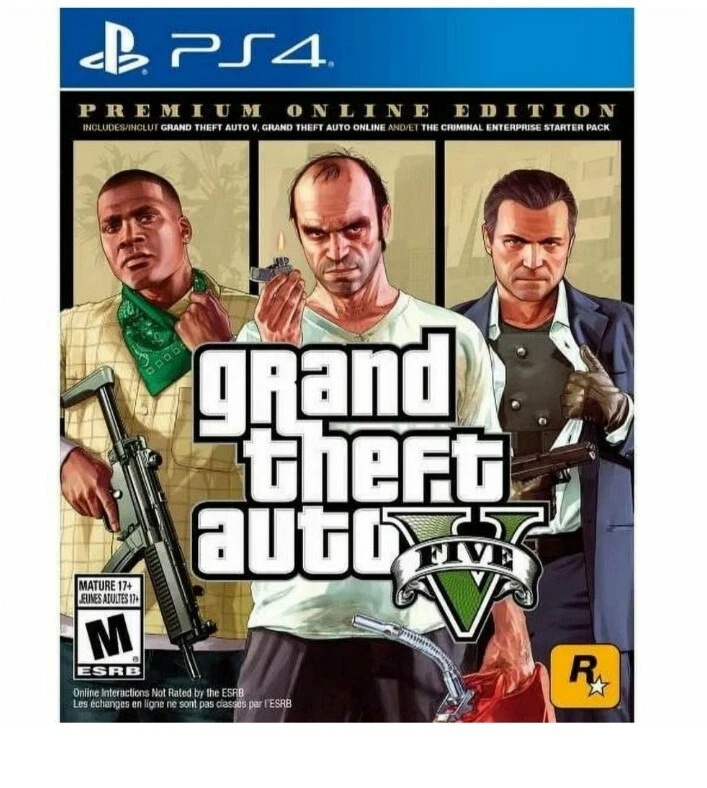 PS4
PREMIUM ONLINE EDITION
INCLUDES/INCLUT GRAND THEFT AUTO V, GRAND THEFT AUTO ONLINE AND/ET THE CRIMINAL ENTERPRISE STARTER PACK
grand
theft
auto V
FIVE
MATURE 17+
JEUNES ADULTES 17+
M
ESRB
R
Online Interactions Not Rated by the ESRB
Les échanges en ligne ne sont pas classés par l'ESRB